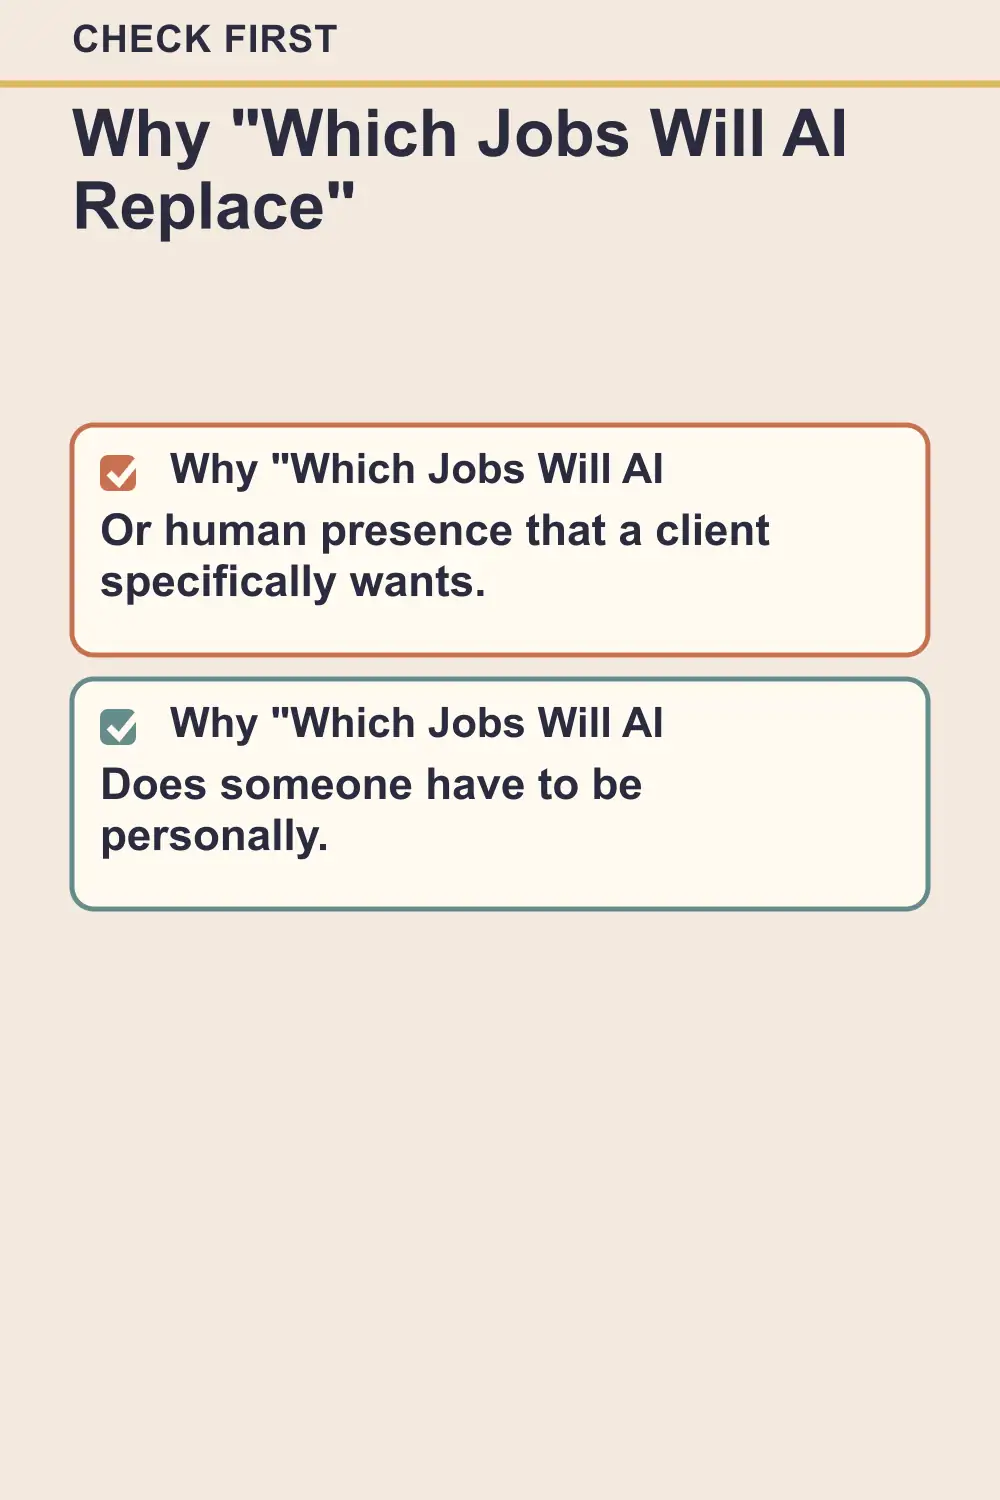 CHECK FIRST
Why "Which Jobs Will AI
Replace"
Why "Which Jobs Will AI
Or human presence that a client
specifically wants.
Why "Which Jobs Will AI
Does someone have to be
personally.